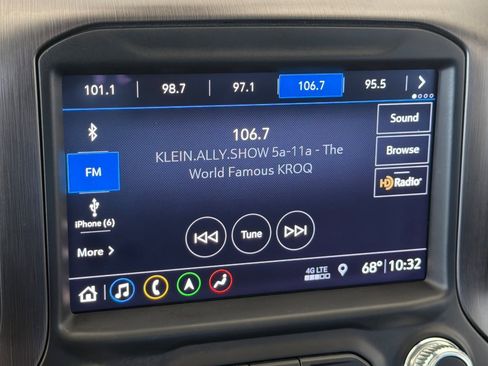 101.1 98.7 97.1 106.7 95.5
Sound
106.7
KLEIN.ALLY.SHOW 5a-11a - The
World Famous KROQ
Browse
FM
HD Radio
iPhone (6)
Tune
More
4G LTE
68° 10:32